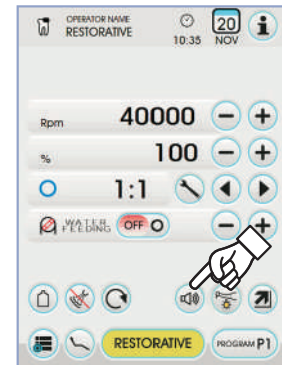 OPERATOR NAME
RESTORATIVE
10:35
20
NOV
i
Rpm 40000 - +
% 100 - +
1:1
WATER FEEDING OFF - +
RESTORATIVE
PROGRAM P1